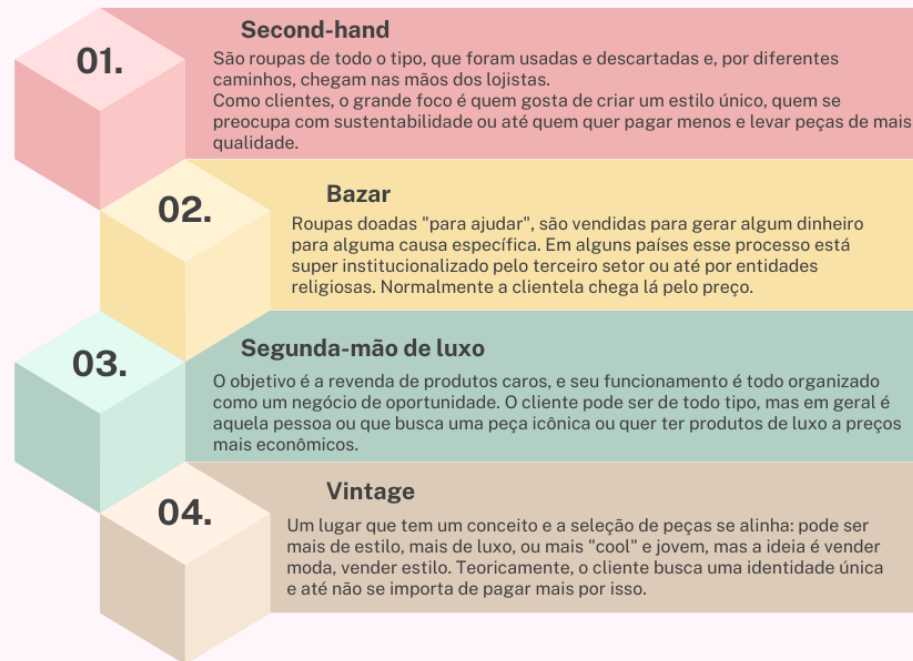 01.
Second-hand
São roupas de todo o tipo, que foram usadas e descartadas e, por diferentes
caminhos, chegam nas mãos dos lojistas.
Como clientes, o grande foco é quem gosta de criar um estilo único, quem se
preocupa com sustentabilidade ou até quem quer pagar menos e levar peças de mais
qualidade.
02.
Bazar
Roupas doadas "para ajudar", são vendidas para gerar algum dinheiro
para alguma causa específica. Em alguns países esse processo está
super institucionalizado pelo terceiro setor ou até por entidades
religiosas. Normalmente a clientela chega lá pelo preço.
03.
Segunda-mão de luxo
O objetivo é a revenda de produtos caros, e seu funcionamento é todo organizado
como um negócio de oportunidade. O cliente pode ser de todo tipo, mas em geral é
aquela pessoa ou que busca uma peça icônica ou quer ter produtos de luxo a preços
mais econômicos.
04.
Vintage
Um lugar que tem um conceito e a seleção de peças se alinha: pode ser
mais de estilo, mais de luxo, ou mais "cool" e jovem, mas a ideia é vender
moda, vender estilo. Teoricamente, o cliente busca uma identidade única
e até não se importa de pagar mais por isso.